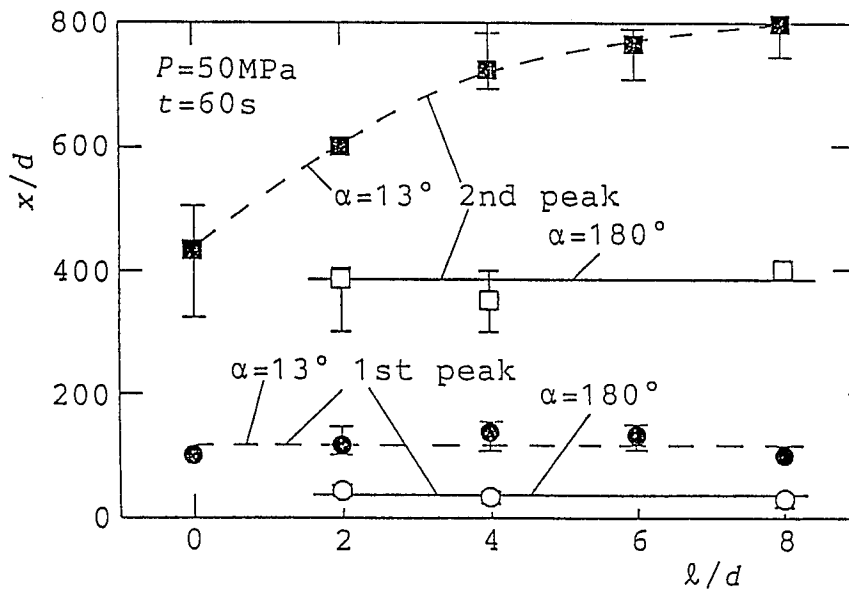 800
P=50MPa
t=60s
600
x/d
α=13° 2nd peak
α=180°
400
α=13° 1st peak
α=180°
200
0
0 2 4 6 8
ℓ/d